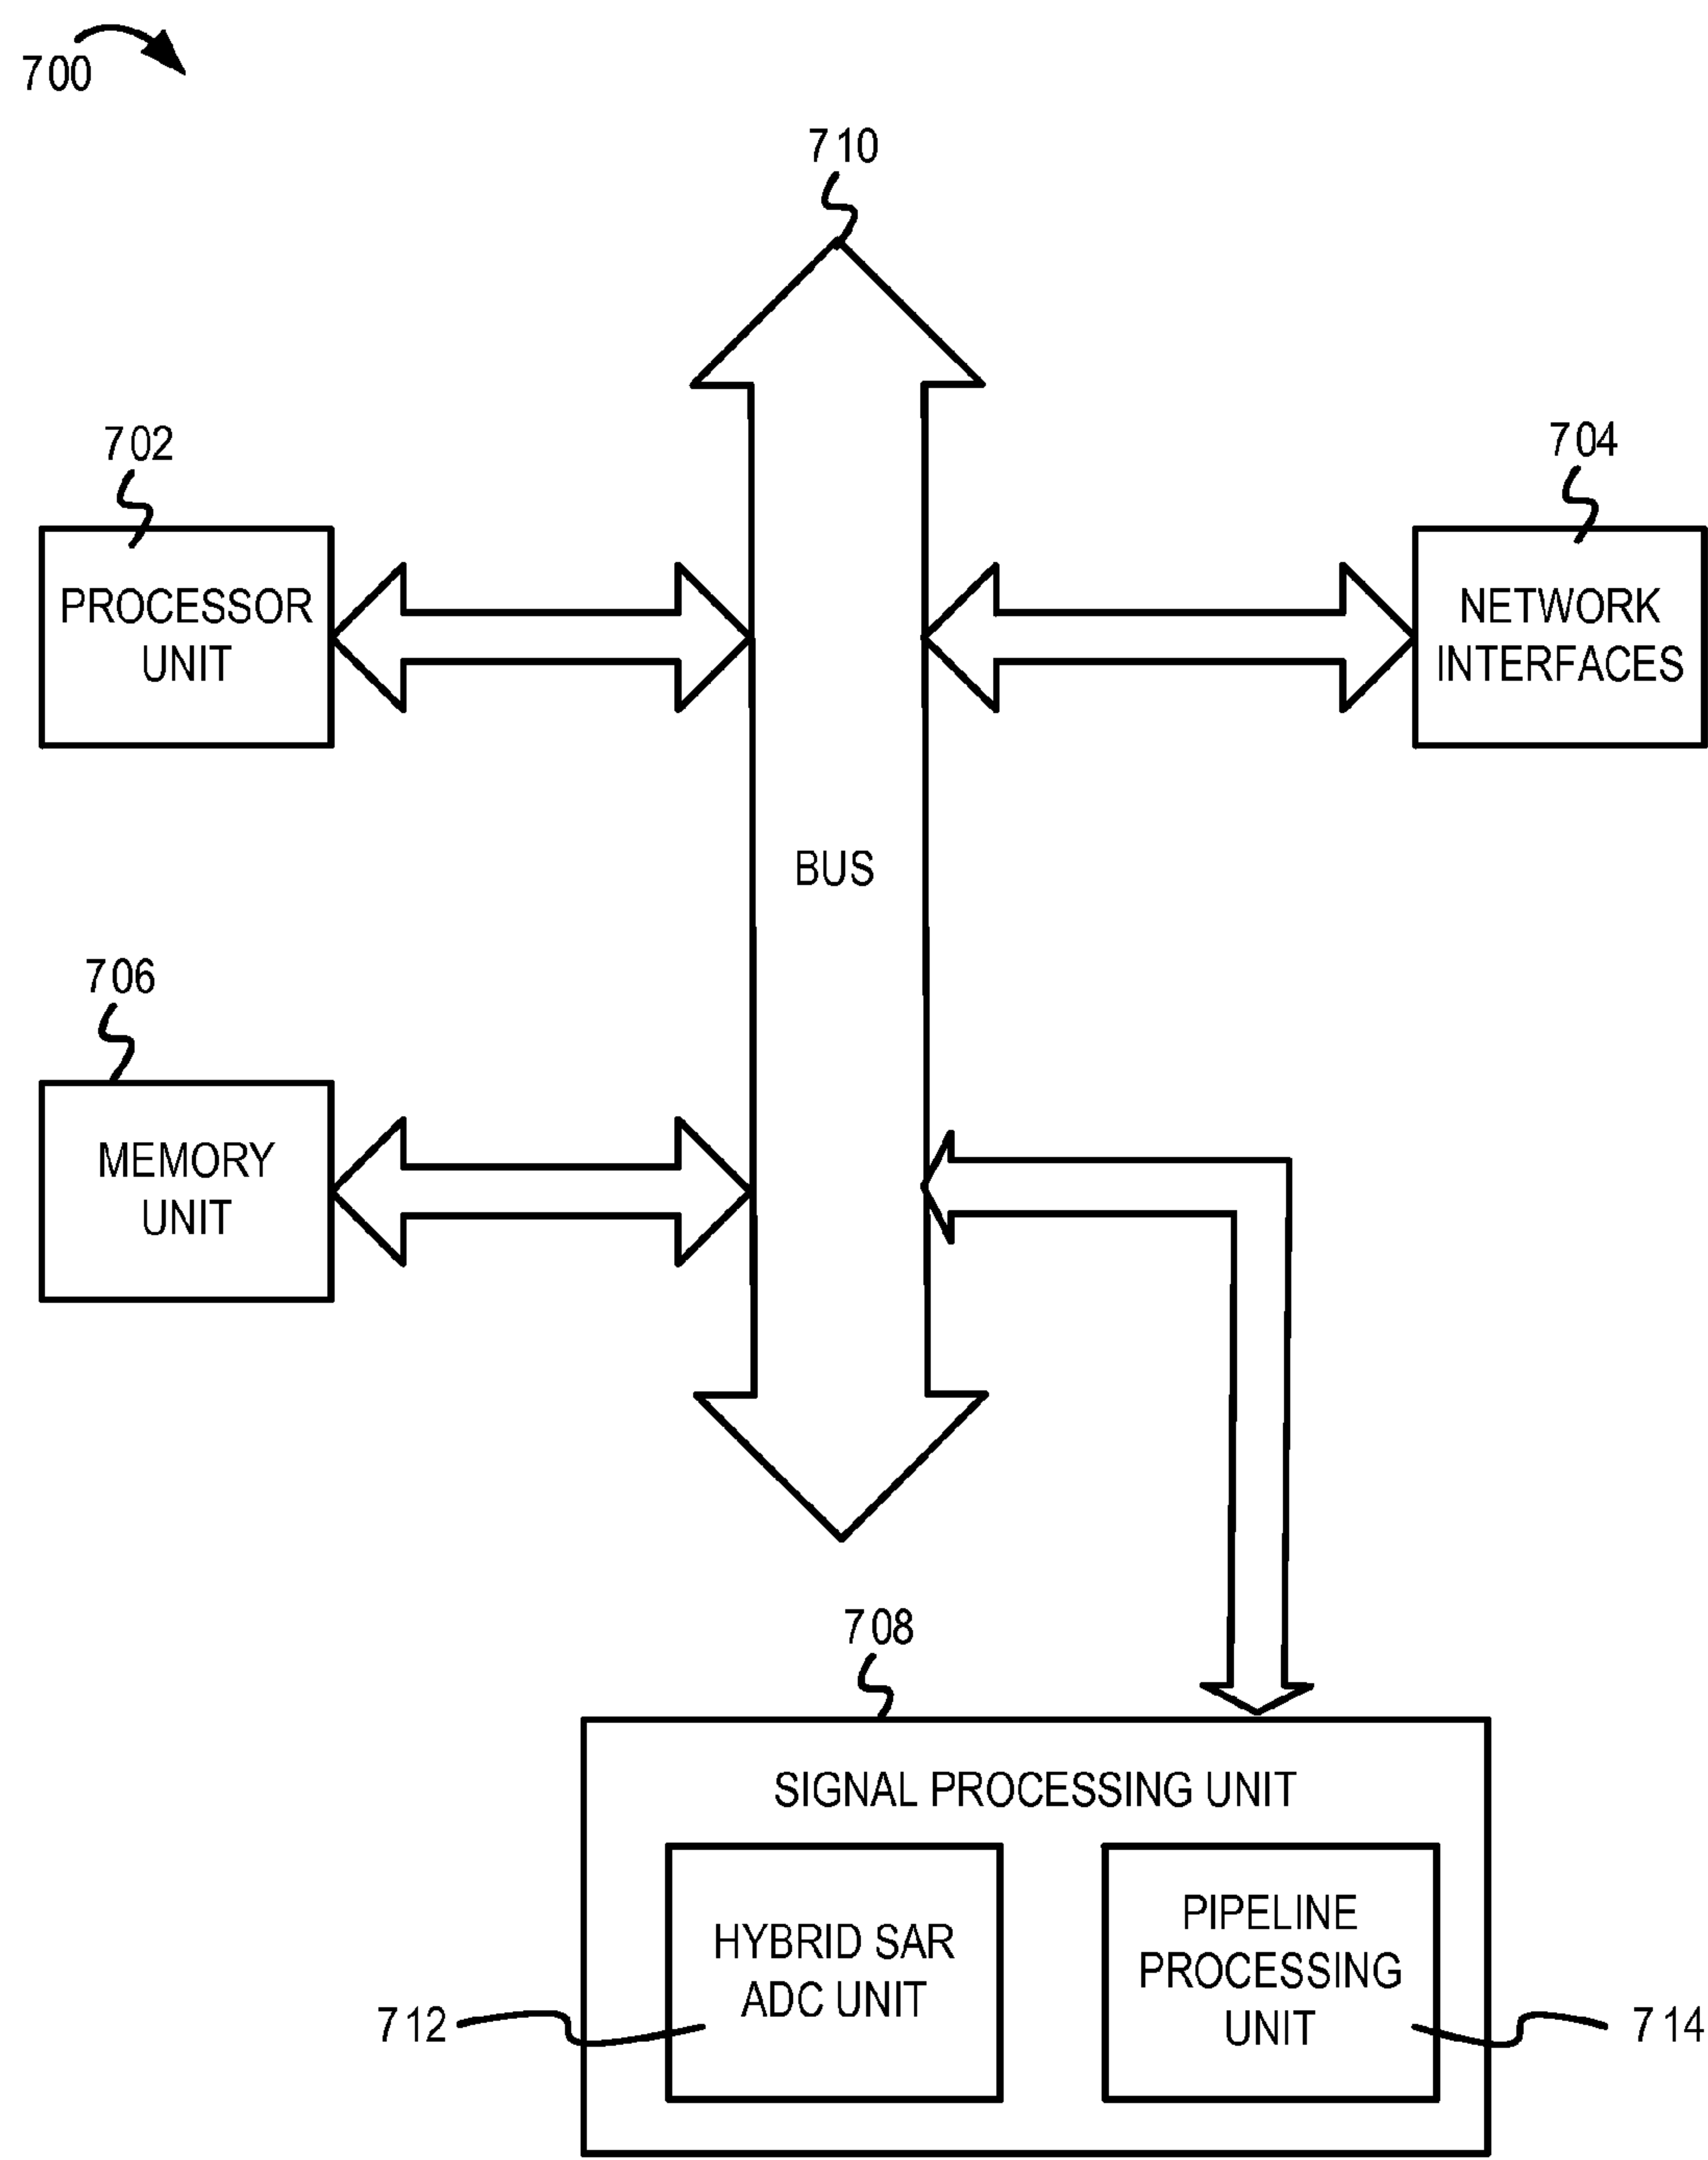 700
710
702
704
PROCESSOR
UNIT
NETWORK
INTERFACES
BUS
706
MEMORY
UNIT
708
SIGNAL PROCESSING UNIT
HYBRID SAR
ADC UNIT
PIPELINE
PROCESSING
UNIT
712
714